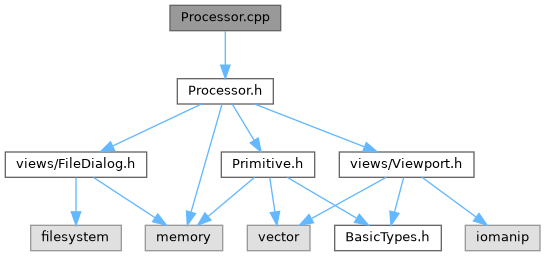 Processor.cpp
Processor.h
views/FileDialog.h
Primitive.h
views/Viewport.h
filesystem
memory
vector
BasicTypes.h
iomanip